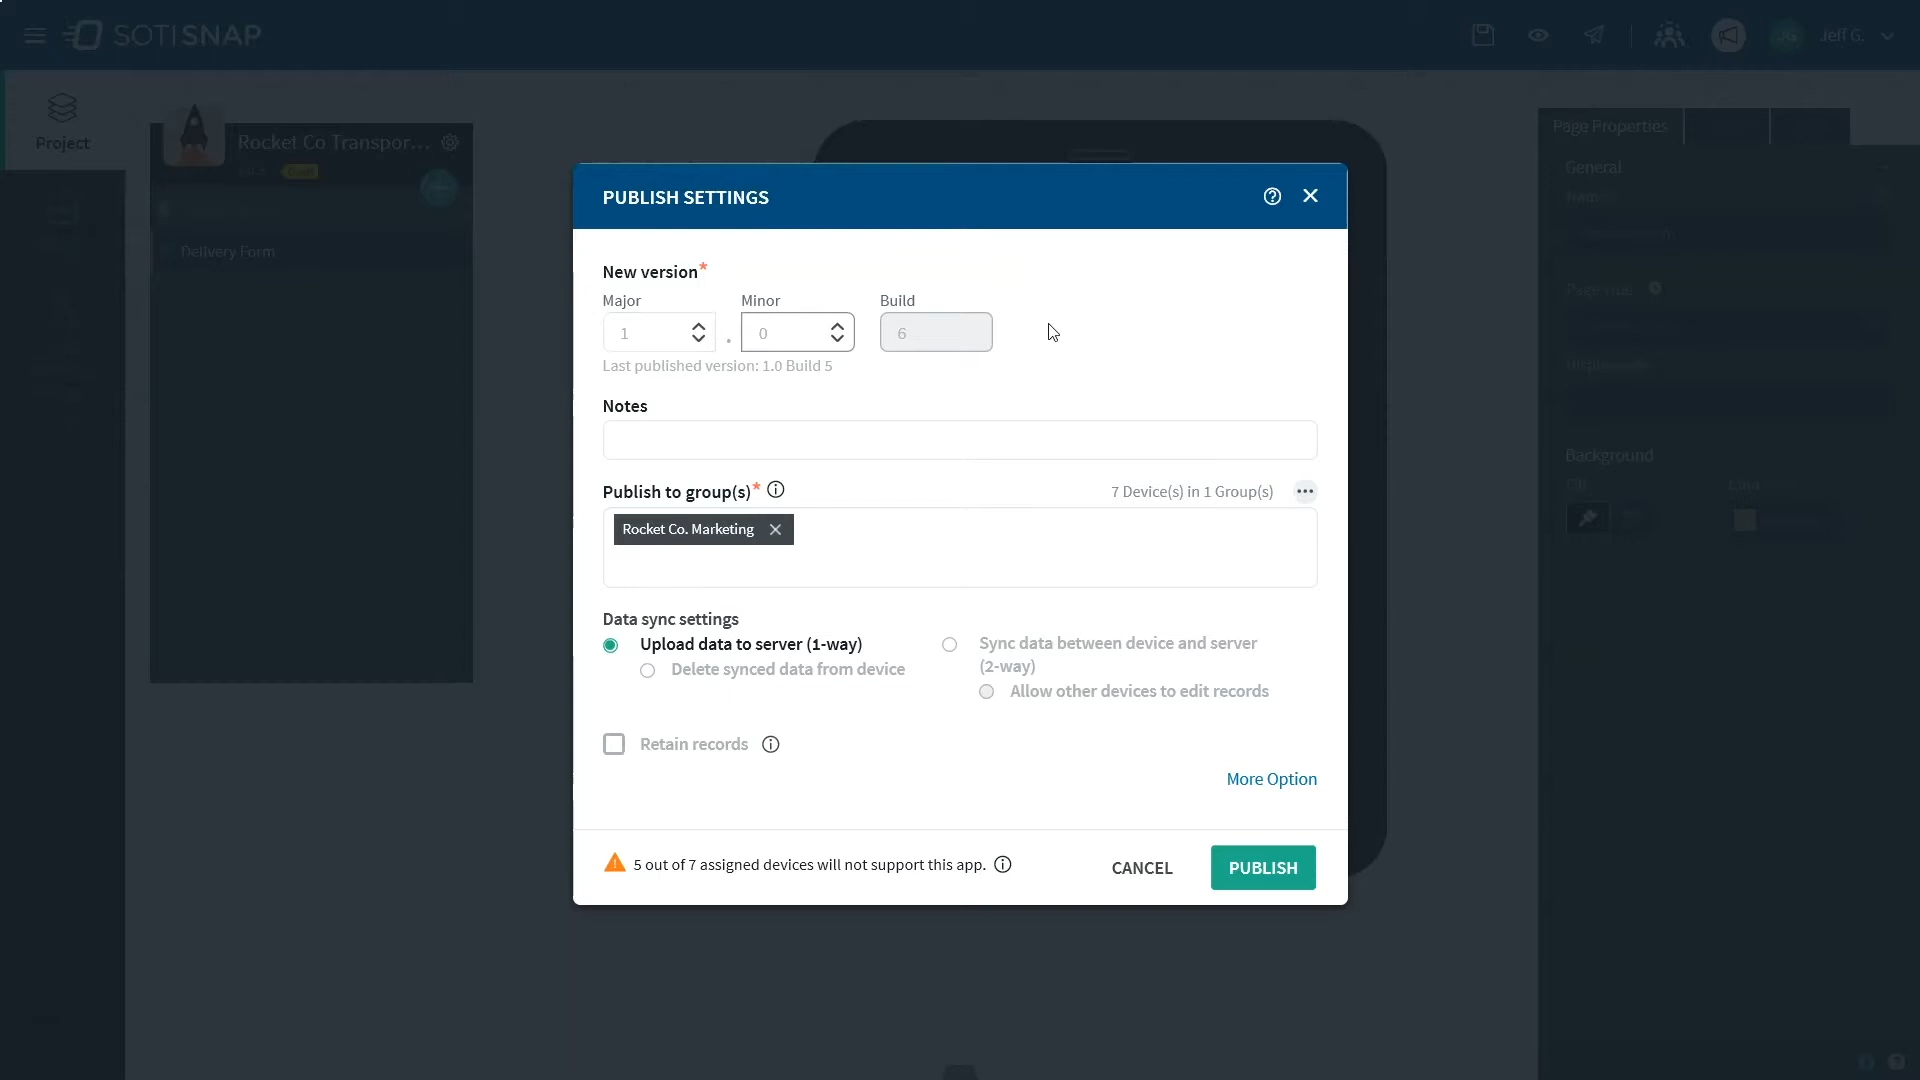 SOTI SNAP
JG
Jeff G.
Project
Rocket Co Transpor...
Delivery Form
Page Properties
General
Background
PUBLISH SETTINGS
New version*
Major
Minor
Build
1
.
0
6
Last published version: 1.0 Build 5
Notes
Publish to group(s)*
7 Device(s) in 1 Group(s)
Rocket Co. Marketing
Data sync settings
Upload data to server (1-way)
Delete synced data from device
Sync data between device and server
(2-way)
Allow other devices to edit records
Retain records
More Option
5 out of 7 assigned devices will not support this app.
CANCEL
PUBLISH